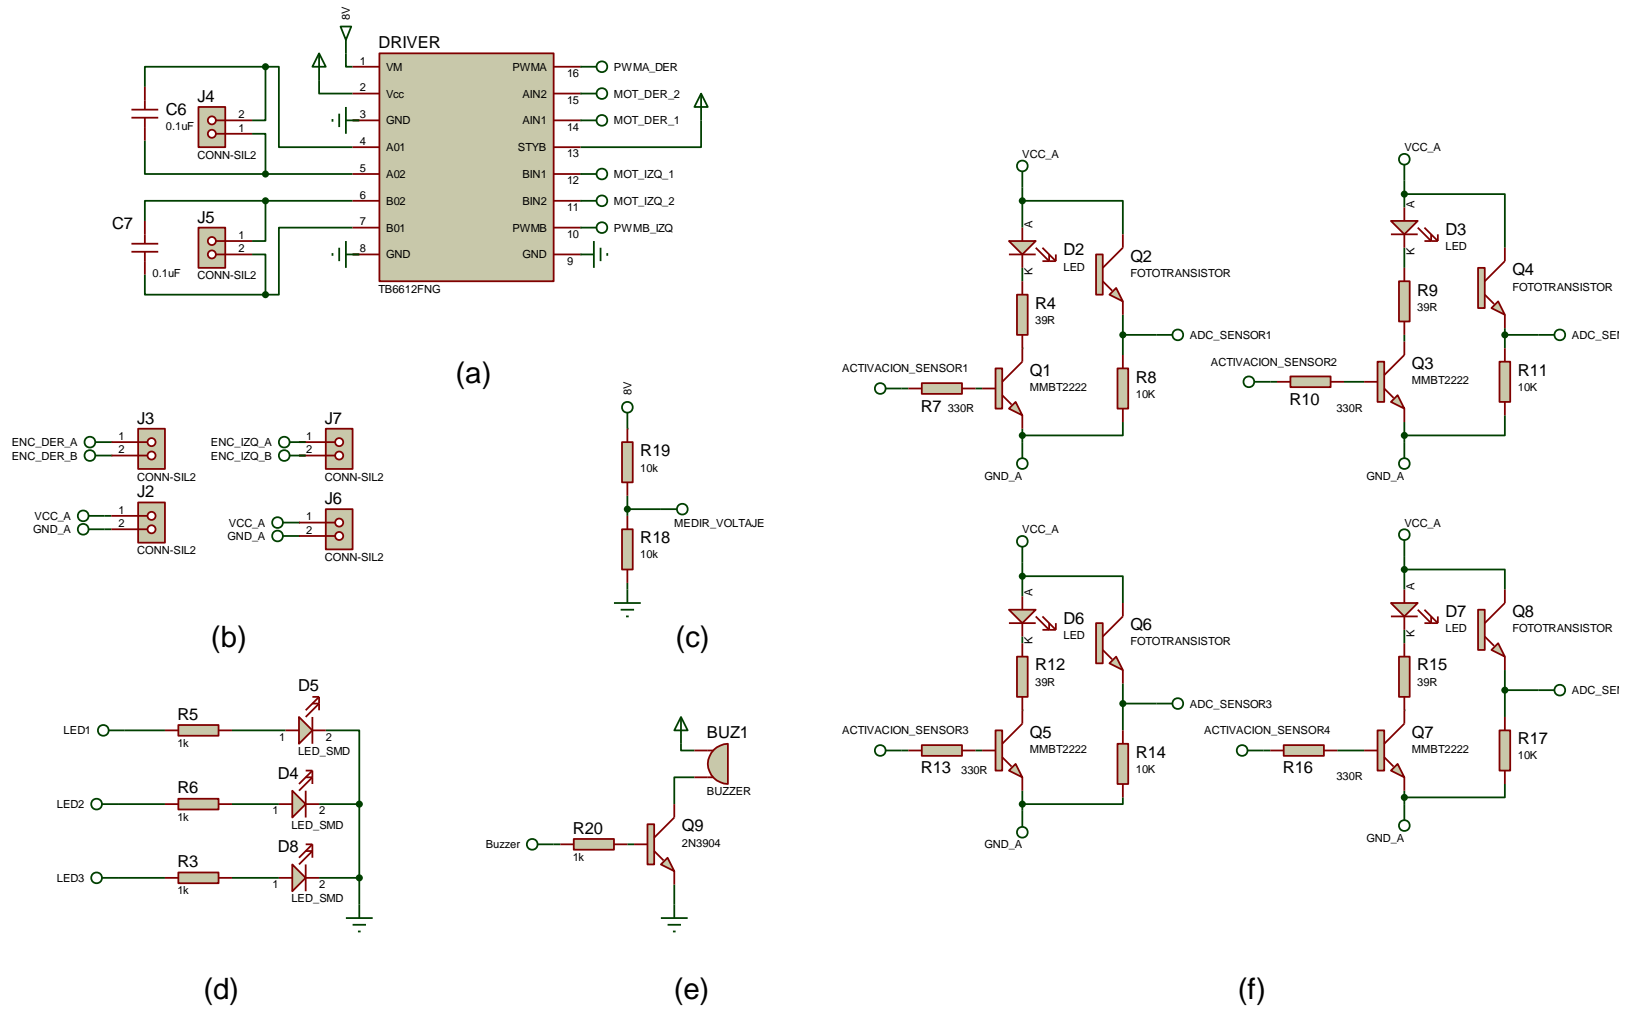 8V
DRIVER
1 VM PWMA 16 PWMA_DER
2 Vcc AIN2 15 MOT_DER_2
3 GND AIN1 14 MOT_DER_1
4 A01 STYB 13
5 A02 BIN1 12 MOT_IZQ_1
6 B02 BIN2 11 MOT_IZQ_2
7 B01 PWMB 10 PWMB_IZQ
8 GND GND 9
TB6612FNG
C6
0.1uF
J4
2
1
CONN-SIL2
C7
0.1uF
J5
1
2
CONN-SIL2
(a)
J3
ENC_DER_A 1
ENC_DER_B 2
CONN-SIL2
J7
ENC_IZQ_A 1
ENC_IZQ_B 2
CONN-SIL2
J2
VCC_A 1
GND_A 2
CONN-SIL2
J6
VCC_A 1
GND_A 2
CONN-SIL2
(b)
8V
R19
10k
MEDIR_VOLTAJE
R18
10k
(c)
D5
LED1 R5 1 2
1k LED_SMD
D4
LED2 R6 1 2
1k LED_SMD
D8
LED3 R3 1 2
1k LED_SMD
(d)
BUZ1
BUZZER
Buzzer
R20
1k
Q9
2N3904
(e)
VCC_A
A
D2
LED
K
Q2
FOTOTRANSISTOR
R4
39R
ADC_SENSOR1
ACTIVACION_SENSOR1
R7 330R
Q1
MMBT2222
R8
10K
GND_A
VCC_A
A
D3
LED
K
Q4
FOTOTRANSISTOR
R9
39R
ADC_SEI
ACTIVACION_SENSOR2
R10 330R
Q3
MMBT2222
R11
10K
GND_A
VCC_A
A
D6
LED
K
Q6
FOTOTRANSISTOR
R12
39R
ADC_SENSOR3
ACTIVACION_SENSOR3
R13 330R
Q5
MMBT2222
R14
10K
GND_A
VCC_A
A
D7
LED
K
Q8
FOTOTRANSISTOR
R15
39R
ADC_SEI
ACTIVACION_SENSOR4
R16 330R
Q7
MMBT2222
R17
10K
GND_A
(f)